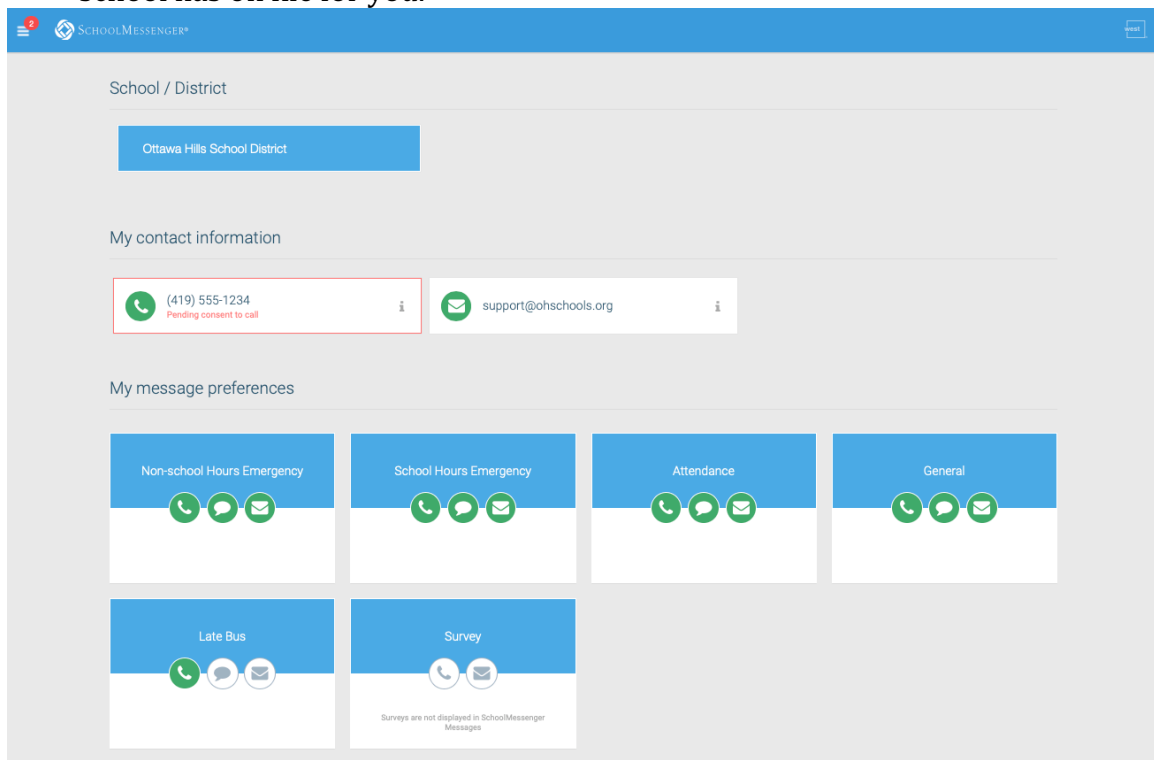 school has on file for you.
2
SCHOOLMESSENGER®
west
School / District
Ottawa Hills School District
My contact information
(419) 555-1234
Pending consent to call
support@ohschools.org
My message preferences
Non-school Hours Emergency
School Hours Emergency
Attendance
General
Late Bus
Survey
Surveys are not displayed in SchoolMessenger
Messages